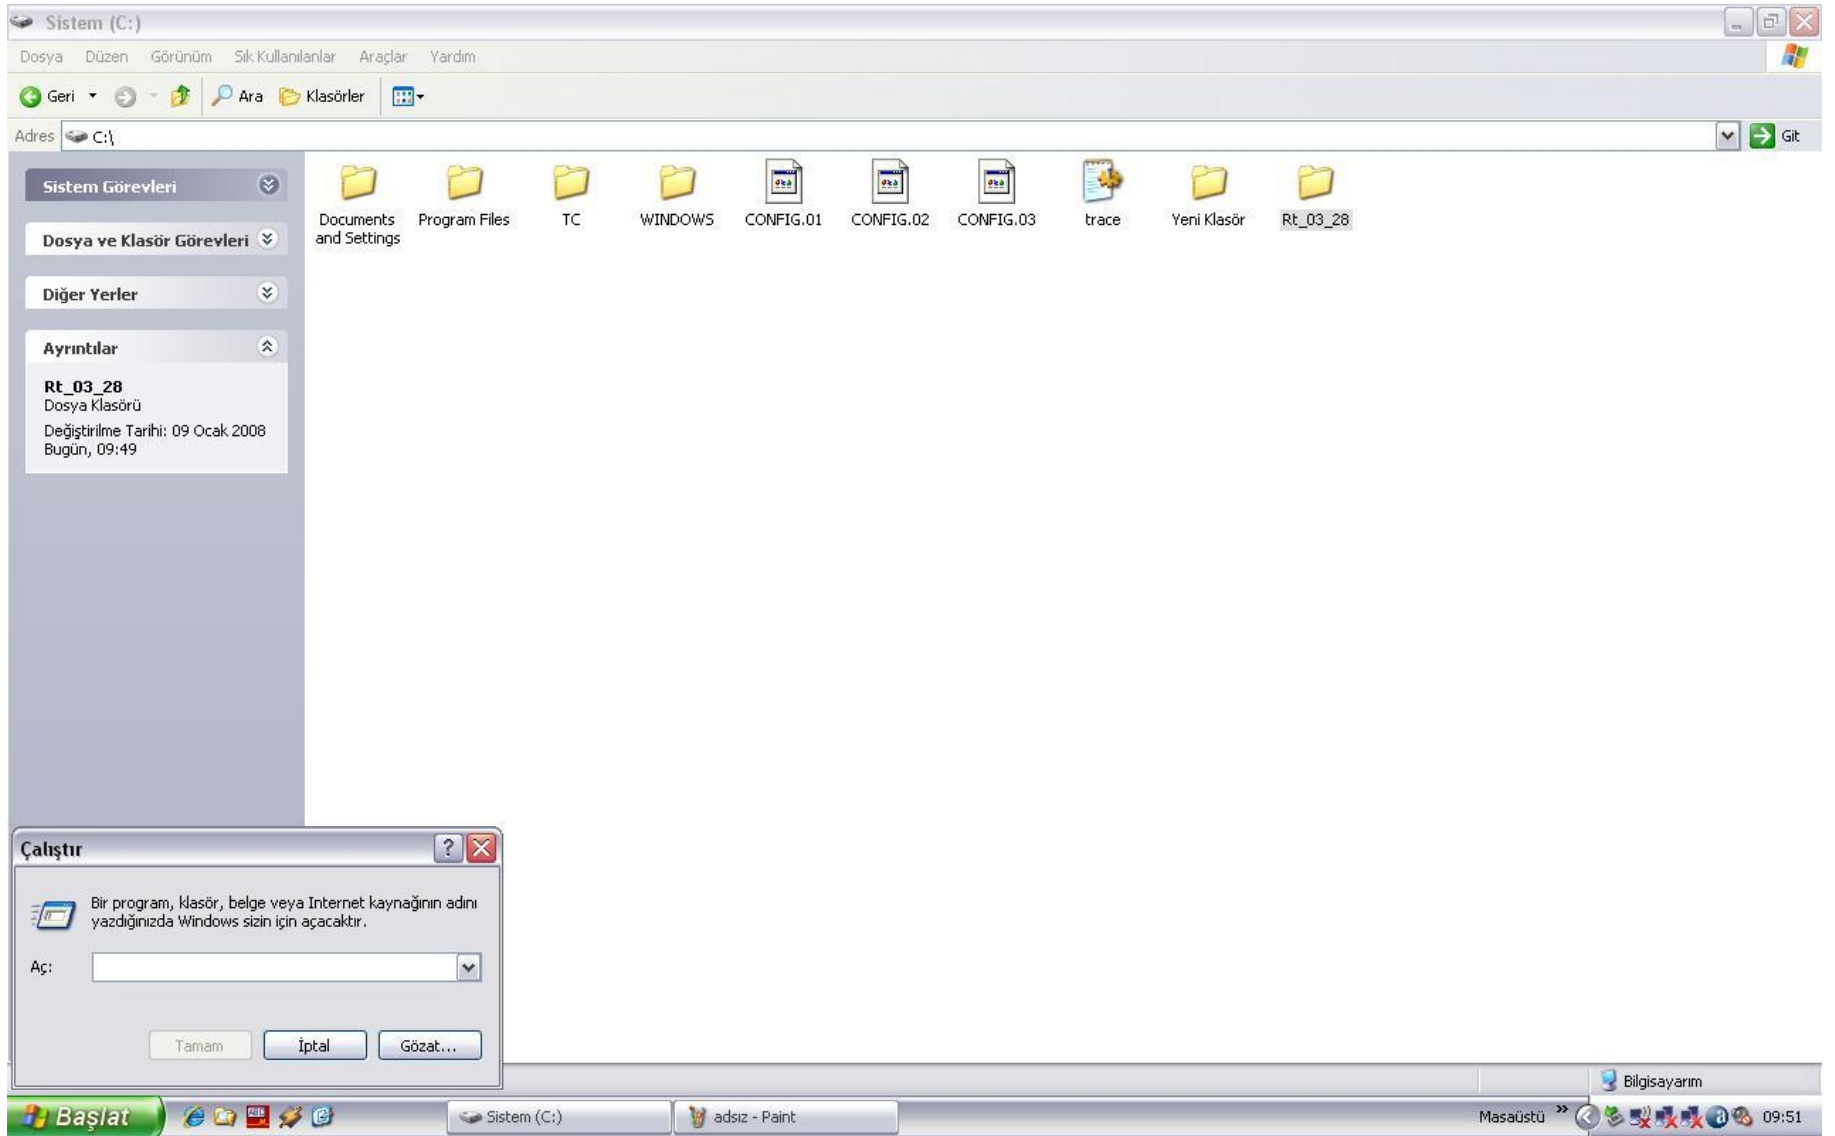 Sistem (C:)
Dosya Düzen Görünüm Sık Kullanılanlar Araçlar Yardım
Geri Ara Klasörler
Adres C:\ Git
Sistem Görevleri
Dosya ve Klasör Görevleri
Diğer Yerler
Ayrıntılar
Rt_03_28
Dosya Klasörü
Değiştirilme Tarihi: 09 Ocak 2008
Bugün, 09:49
Documents
and Settings
Program Files
TC
WINDOWS
CONFIG.01
CONFIG.02
CONFIG.03
trace
Yeni Klasör
Rt_03_28
Çalıştır
Bir program, klasör, belge veya Internet kaynağının adını
yazdığınızda Windows sizin için açacaktır.
Aç:
Tamam İptal Gözat...
Bilgisayarım
Başlat Sistem (C:) adsız - Paint Masaüstü » 09:51